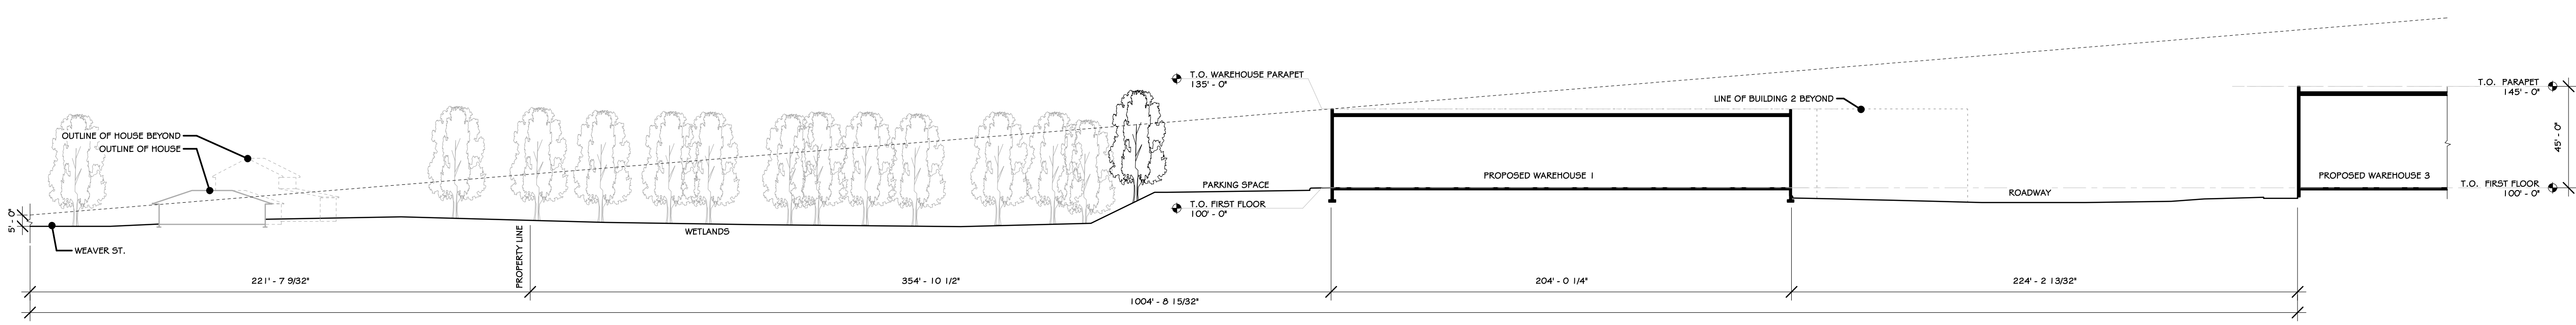 T.O. WAREHOUSE PARAPET
135' - 0"
T.O. PARAPET
145' - 0"
LINE OF BUILDING 2 BEYOND
OUTLINE OF HOUSE BEYOND
OUTLINE OF HOUSE
45' - 0"
PROPOSED WAREHOUSE 1
PROPOSED WAREHOUSE 3
PARKING SPACE
T.O. FIRST FLOOR
100' - 0"
ROADWAY
T.O. FIRST FLOOR
100' - 0"
5' - 0"
WETLANDS
WEAVER ST.
PROPERTY LINE
221' - 7 9/32"
354' - 10 1/2"
204' - 0 1/4"
224' - 2 13/32"
1004' - 8 15/32"